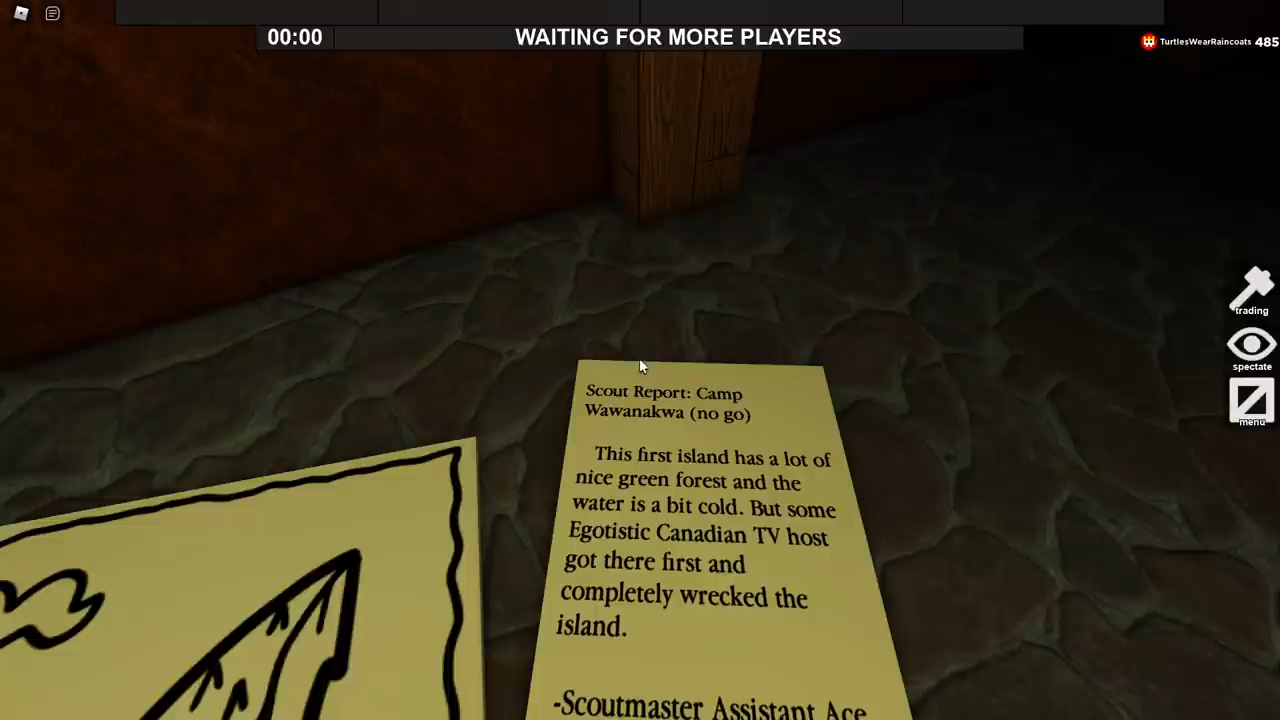 00:00
WAITING FOR MORE PLAYERS
TurtlesWearRaincoats 485
trading
spectate
menu
Scout Report: Camp
Wawanakwa (no go)
This first island has a lot of
nice green forest and the
water is a bit cold. But some
Egotistic Canadian TV host
got there first and
completely wrecked the
island.
-Scoutmaster Assistant Ace